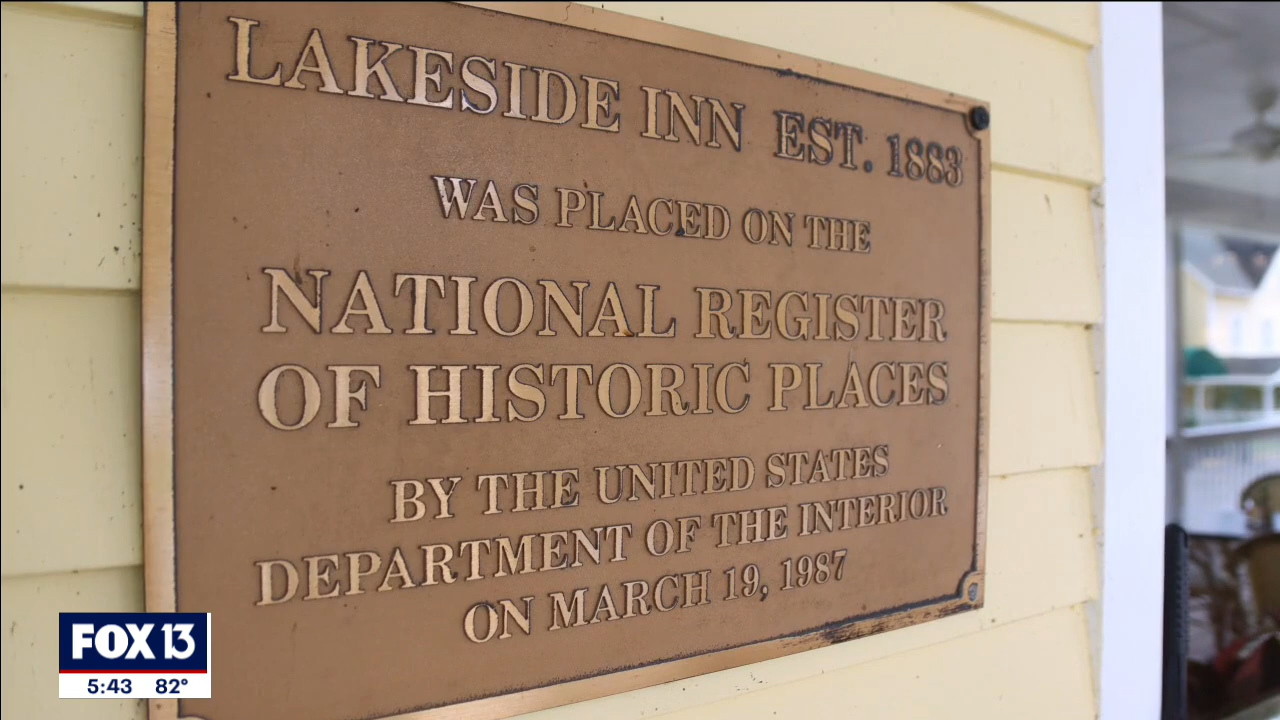 LAKESIDE INN EST. 1883
WAS PLACED ON THE
NATIONAL REGISTER
OF HISTORIC PLACES
BY THE UNITED STATES
DEPARTMENT OF THE INTERIOR
ON MARCH 19, 1987
FOX 13
5:43 82°